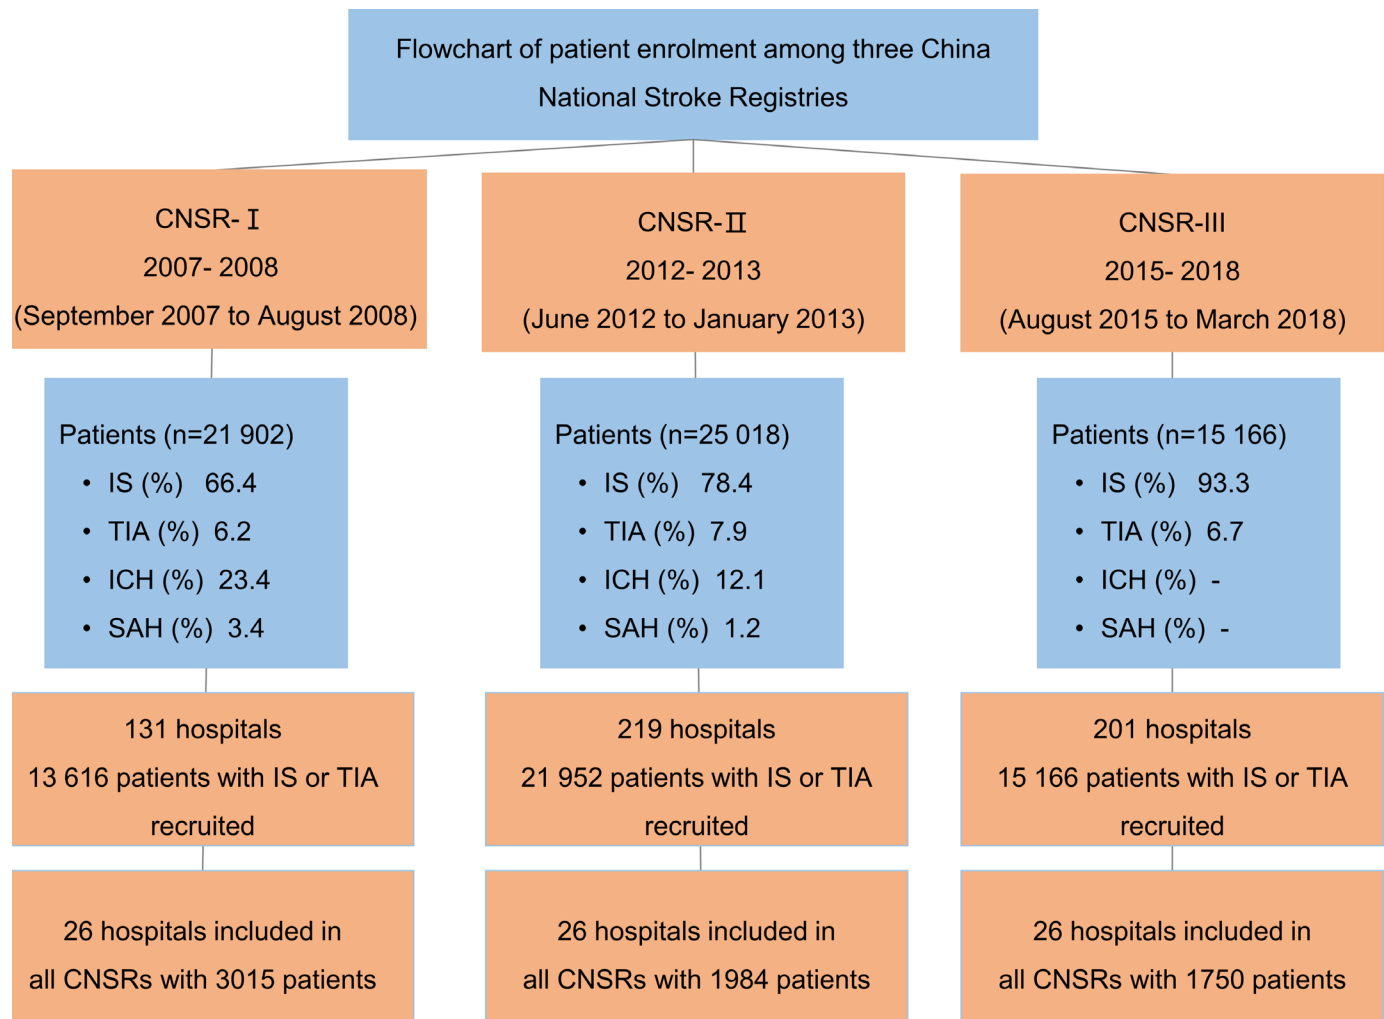 Flowchart of patient enrolment among three China
National Stroke Registries
CNSR-Ⅰ
2007- 2008
(September 2007 to August 2008)
Patients (n=21 902)
• IS (%) 66.4
• TIA (%) 6.2
• ICH (%) 23.4
• SAH (%) 3.4
131 hospitals
13 616 patients with IS or TIA
recruited
26 hospitals included in
all CNSRs with 3015 patients
CNSR-Ⅱ
2012- 2013
(June 2012 to January 2013)
Patients (n=25 018)
• IS (%) 78.4
• TIA (%) 7.9
• ICH (%) 12.1
• SAH (%) 1.2
219 hospitals
21 952 patients with IS or TIA
recruited
26 hospitals included in
all CNSRs with 1984 patients
CNSR-III
2015- 2018
(August 2015 to March 2018)
Patients (n=15 166)
• IS (%) 93.3
• TIA (%) 6.7
• ICH (%) -
• SAH (%) -
201 hospitals
15 166 patients with IS or TIA
recruited
26 hospitals included in
all CNSRs with 1750 patients